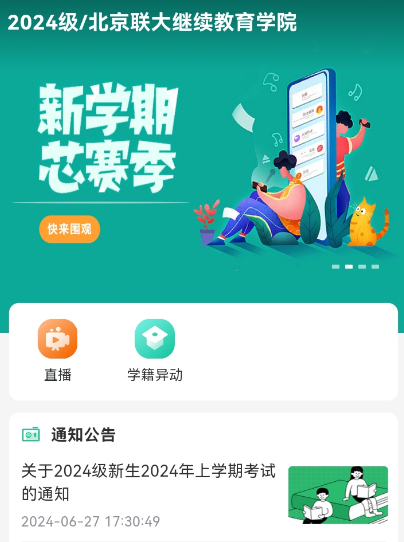 2024级/北京联大继续教育学院
新学期
芯赛季
快来围观
直播
学籍异动
通知公告
关于2024级新生2024年上学期考试
的通知
2024-06-27 17:30:49